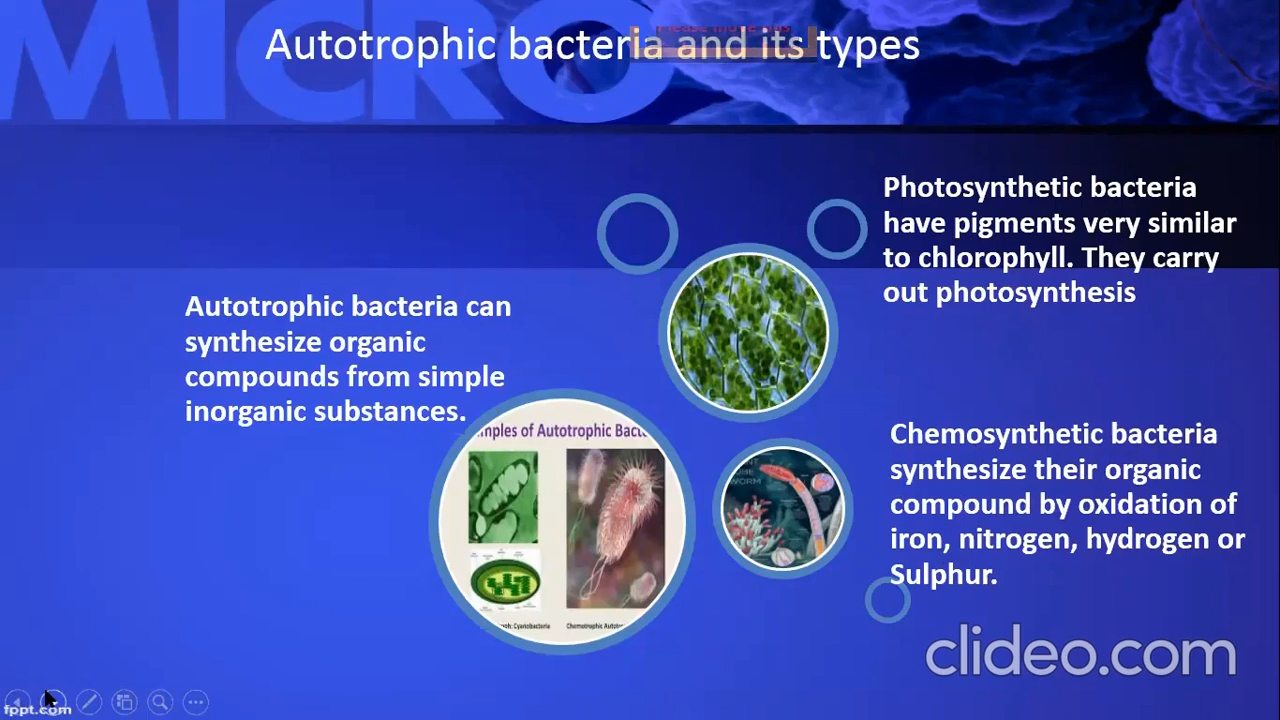 MICRO
Autotrophic bacteria and its types
Photosynthetic bacteria
have pigments very similar
to chlorophyll. They carry
out photosynthesis
Autotrophic bacteria can
synthesize organic
compounds from simple
inorganic substances.
mples of Autotrophic Bact
Chemosynthetic bacteria
synthesize their organic
compound by oxidation of
iron, nitrogen, hydrogen or
Sulphur.
WORM
ph: Cyanobacteria
Chemotrophic Autot
clideo.com
fppt.com